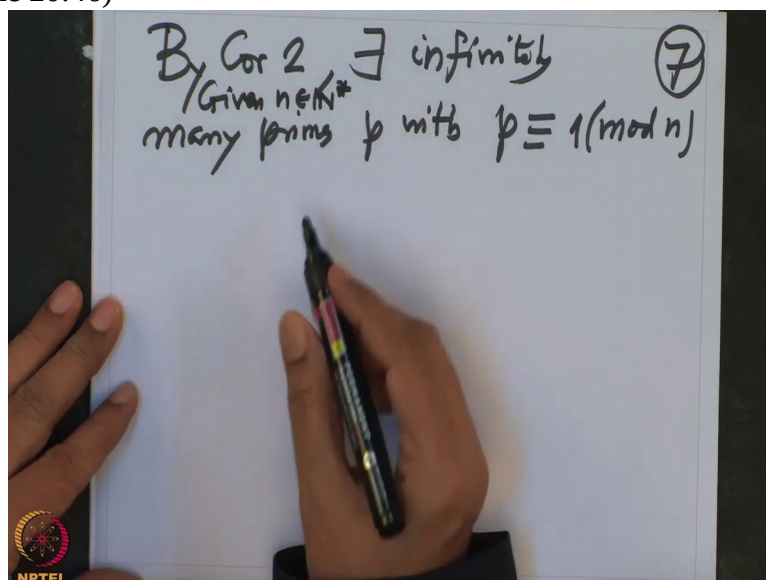 By Cor 2, ∃ infinitely ⑦
Given n∈ℕ*
many primes p with p ≡ 1(mod n)
NPTEL